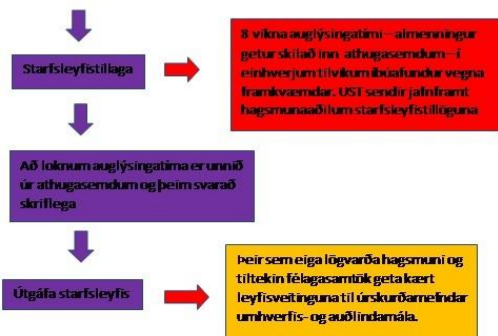 8 vikna auglýsingatími – almenningur
getur skilað inn athugasemdum – í
einhverjum tilvikum íbúafundur vegna
framkvæmdar. UST sendir jafnframt
hagsmunaaðilum starfsleyfistillöguna
Starfsleyfistillaga
Að loknum auglýsingatíma er unnið
úr athugasemdum og þeim svarað
skriflega
Útgáfa starfsleyfis
Þeir sem eiga lögvarða hagsmuni og
tiltekin félagasamtök geta kært
leyfisveitinguna til úrskurðarnefndar
umhverfis- og auðlindamála.